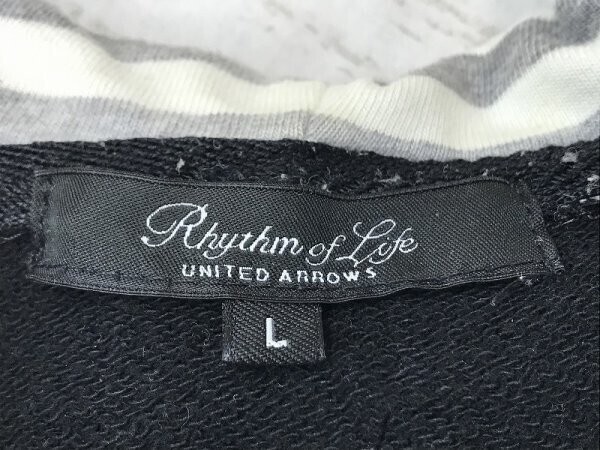 Rhythm of Life
UNITED ARROWS
L